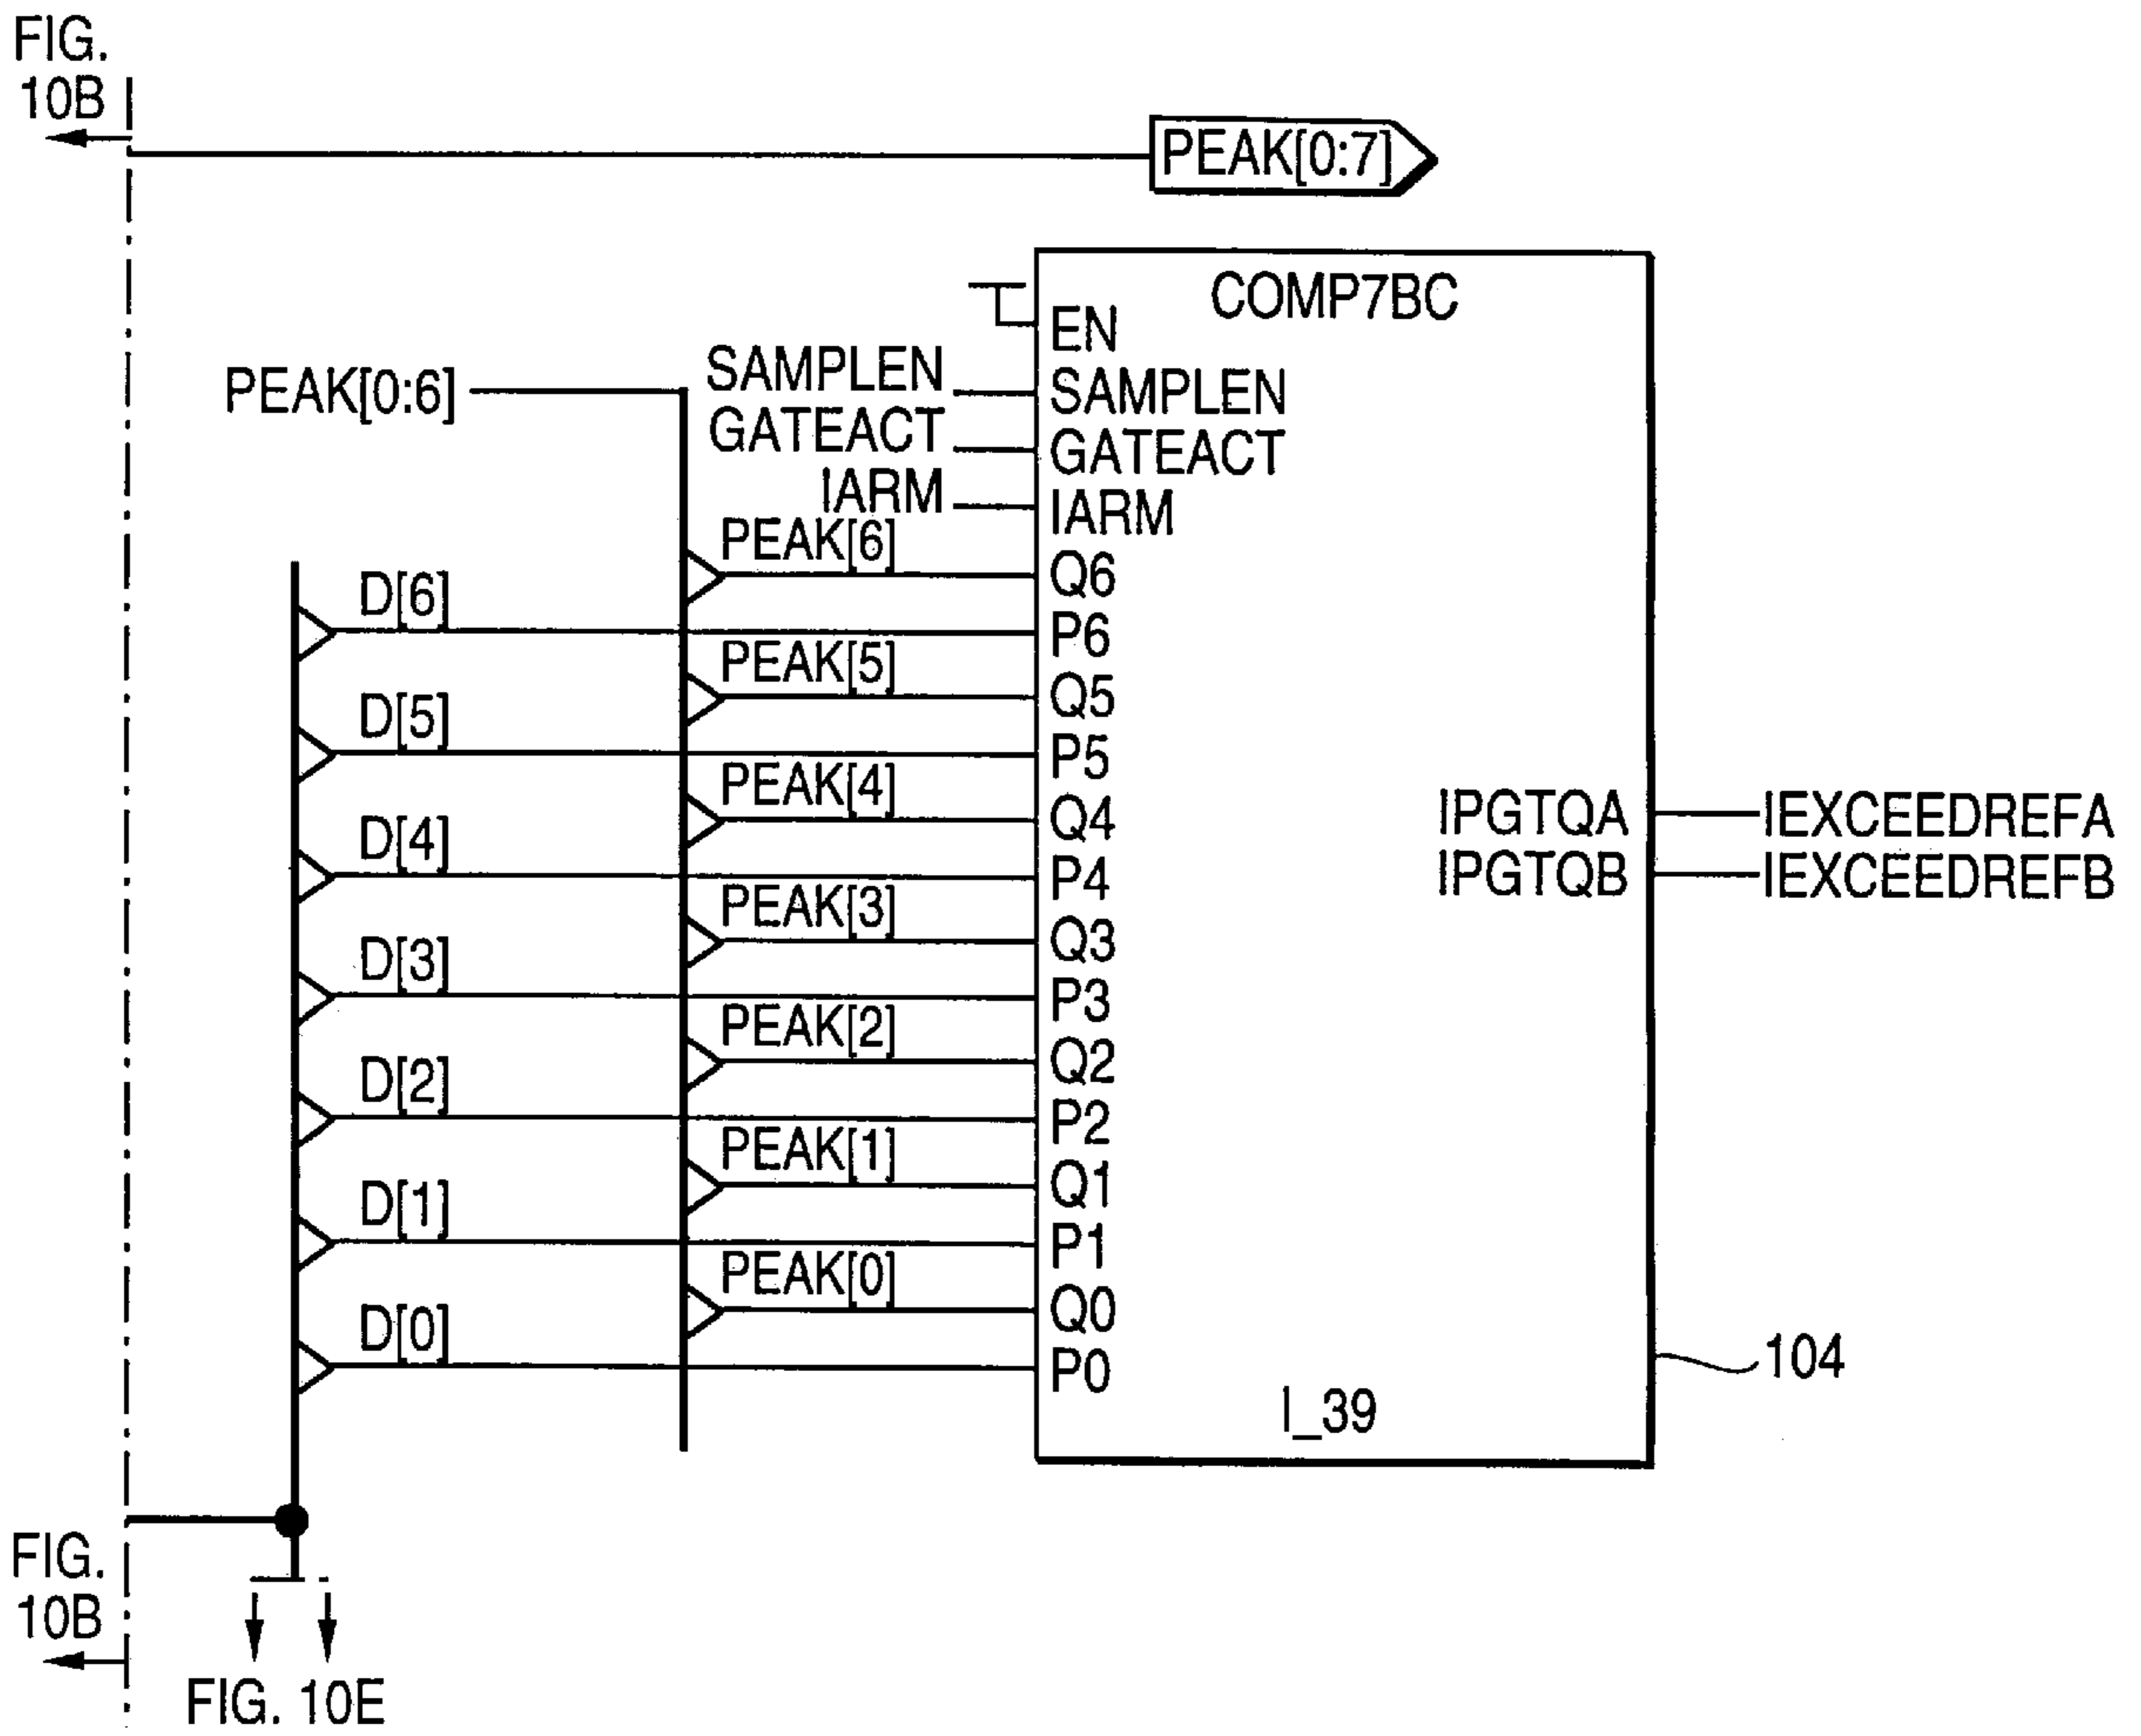 FIG.
10B
PEAK[0:7]
COMP7BC
EN
PEAK[0:6]
SAMPLEN
SAMPLEN
GATEACT
GATEACT
IARM
IARM
PEAK[6]
Q6
D[6]
P6
PEAK[5]
Q5
D[5]
P5
PEAK[4]
Q4
D[4]
P4
PEAK[3]
Q3
D[3]
P3
PEAK[2]
Q2
D[2]
P2
PEAK[1]
Q1
D[1]
P1
PEAK[0]
Q0
D[0]
P0
IPGTQA
IEXCEEDREFA
IPGTQB
IEXCEEDREFB
104
I_39
FIG.
10B
FIG. 10E